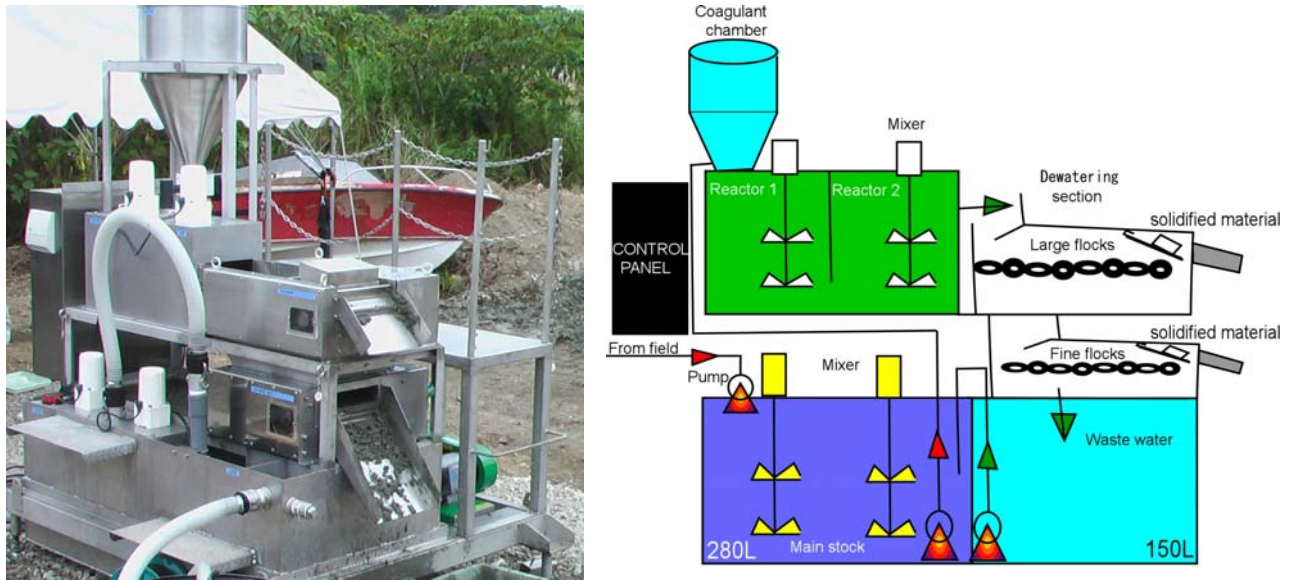 Coagulant
chamber
Mixer
Reactor 1
Reactor 2
Dewatering
section
solidified material
Large flocks
CONTROL
PANEL
solidified material
From field
Pump
Mixer
Fine flocks
Waste water
280L
Main stock
150L